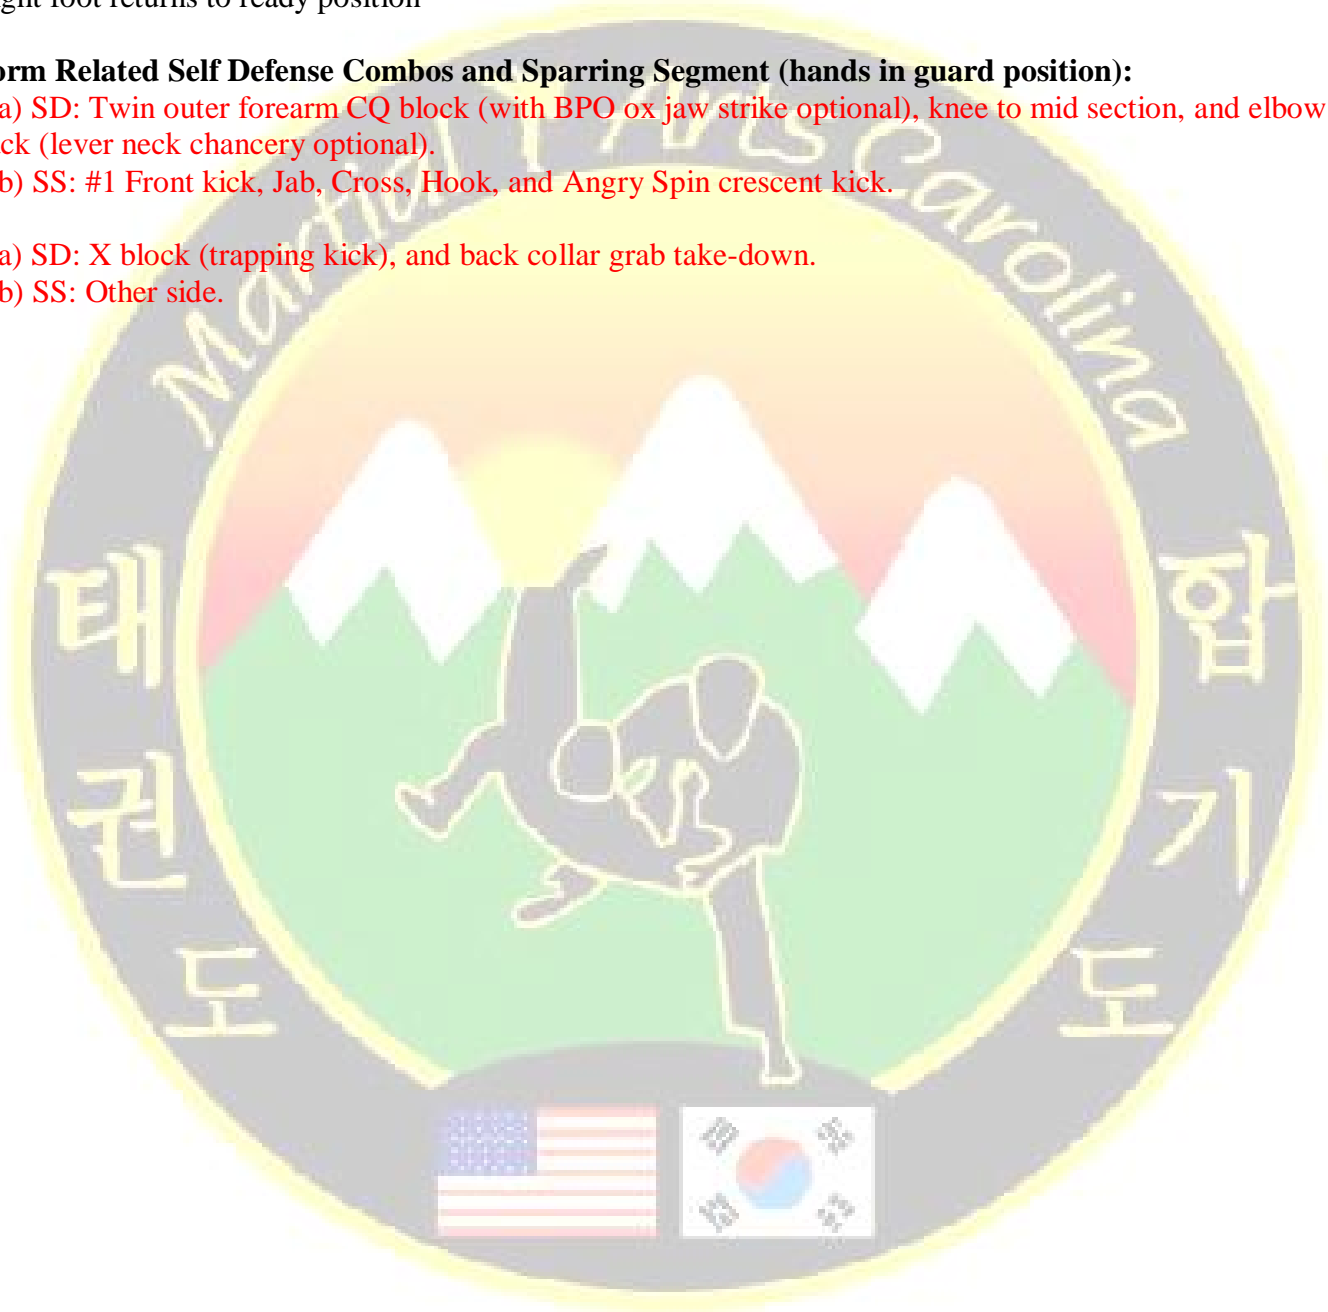 ght foot returns to ready position
orm Related Self Defense Combos and Sparring Segment (hands in guard position):
a) SD: Twin outer forearm CQ block (with BPO ox jaw strike optional), knee to mid section, and elbow
ck (lever neck chancery optional).
b) SS: #1 Front kick, Jab, Cross, Hook, and Angry Spin crescent kick.
a) SD: X block (trapping kick), and back collar grab take-down.
b) SS: Other side.
Martial Y Arts Carolina
태권도
합기도